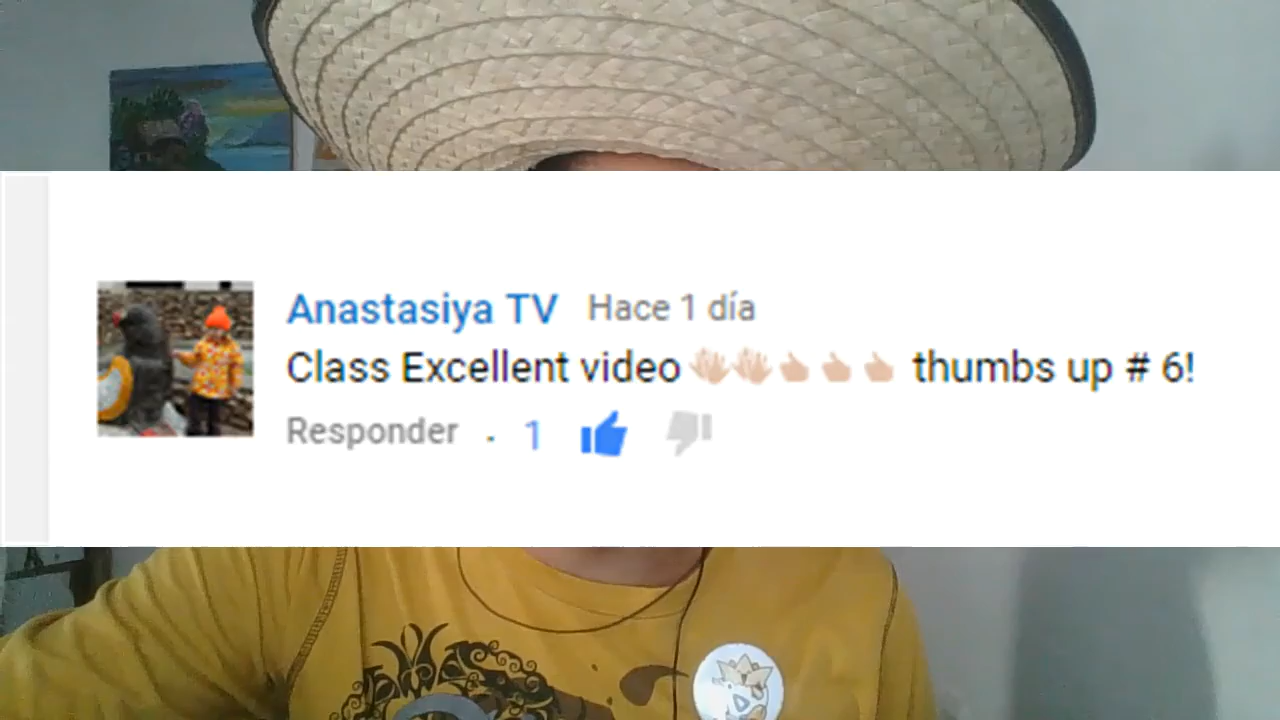 Anastasiya TV Hace 1 día
Class Excellent video👋🏻👋🏻👍🏻👍🏻👍🏻 thumbs up # 6!
Responder · 1